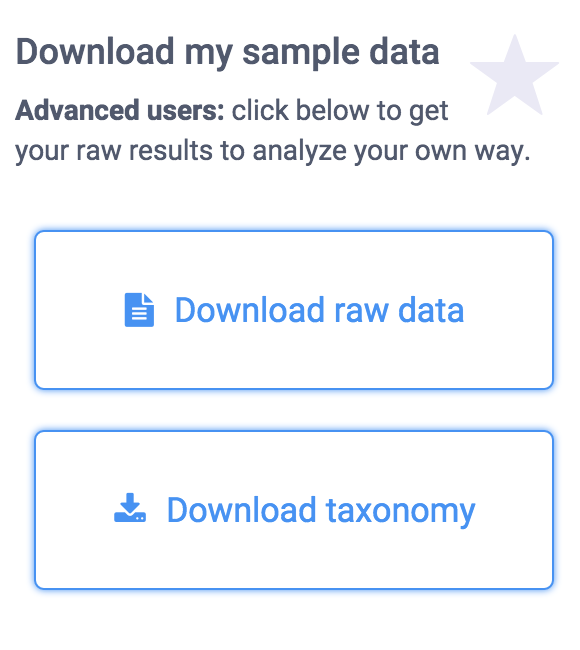 Download my sample data
Advanced users: click below to get
your raw results to analyze your own way.
Download raw data
Download taxonomy